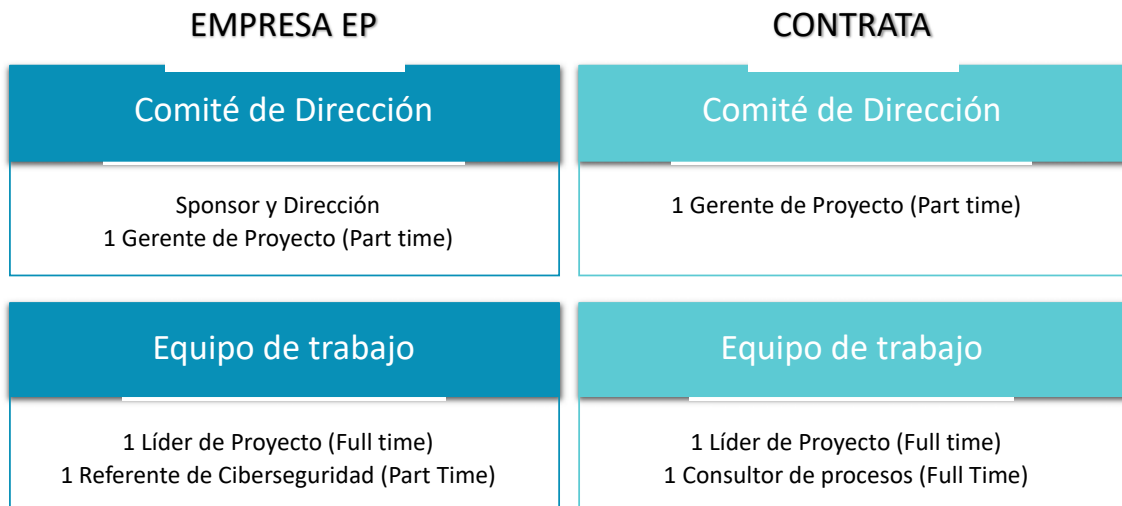 EMPRESA EP
CONTRATA
Comité de Dirección
Comité de Dirección
Sponsor y Dirección
1 Gerente de Proyecto (Part time)
1 Gerente de Proyecto (Part time)
Equipo de trabajo
Equipo de trabajo
1 Líder de Proyecto (Full time)
1 Referente de Ciberseguridad (Part Time)
1 Líder de Proyecto (Full time)
1 Consultor de procesos (Full Time)